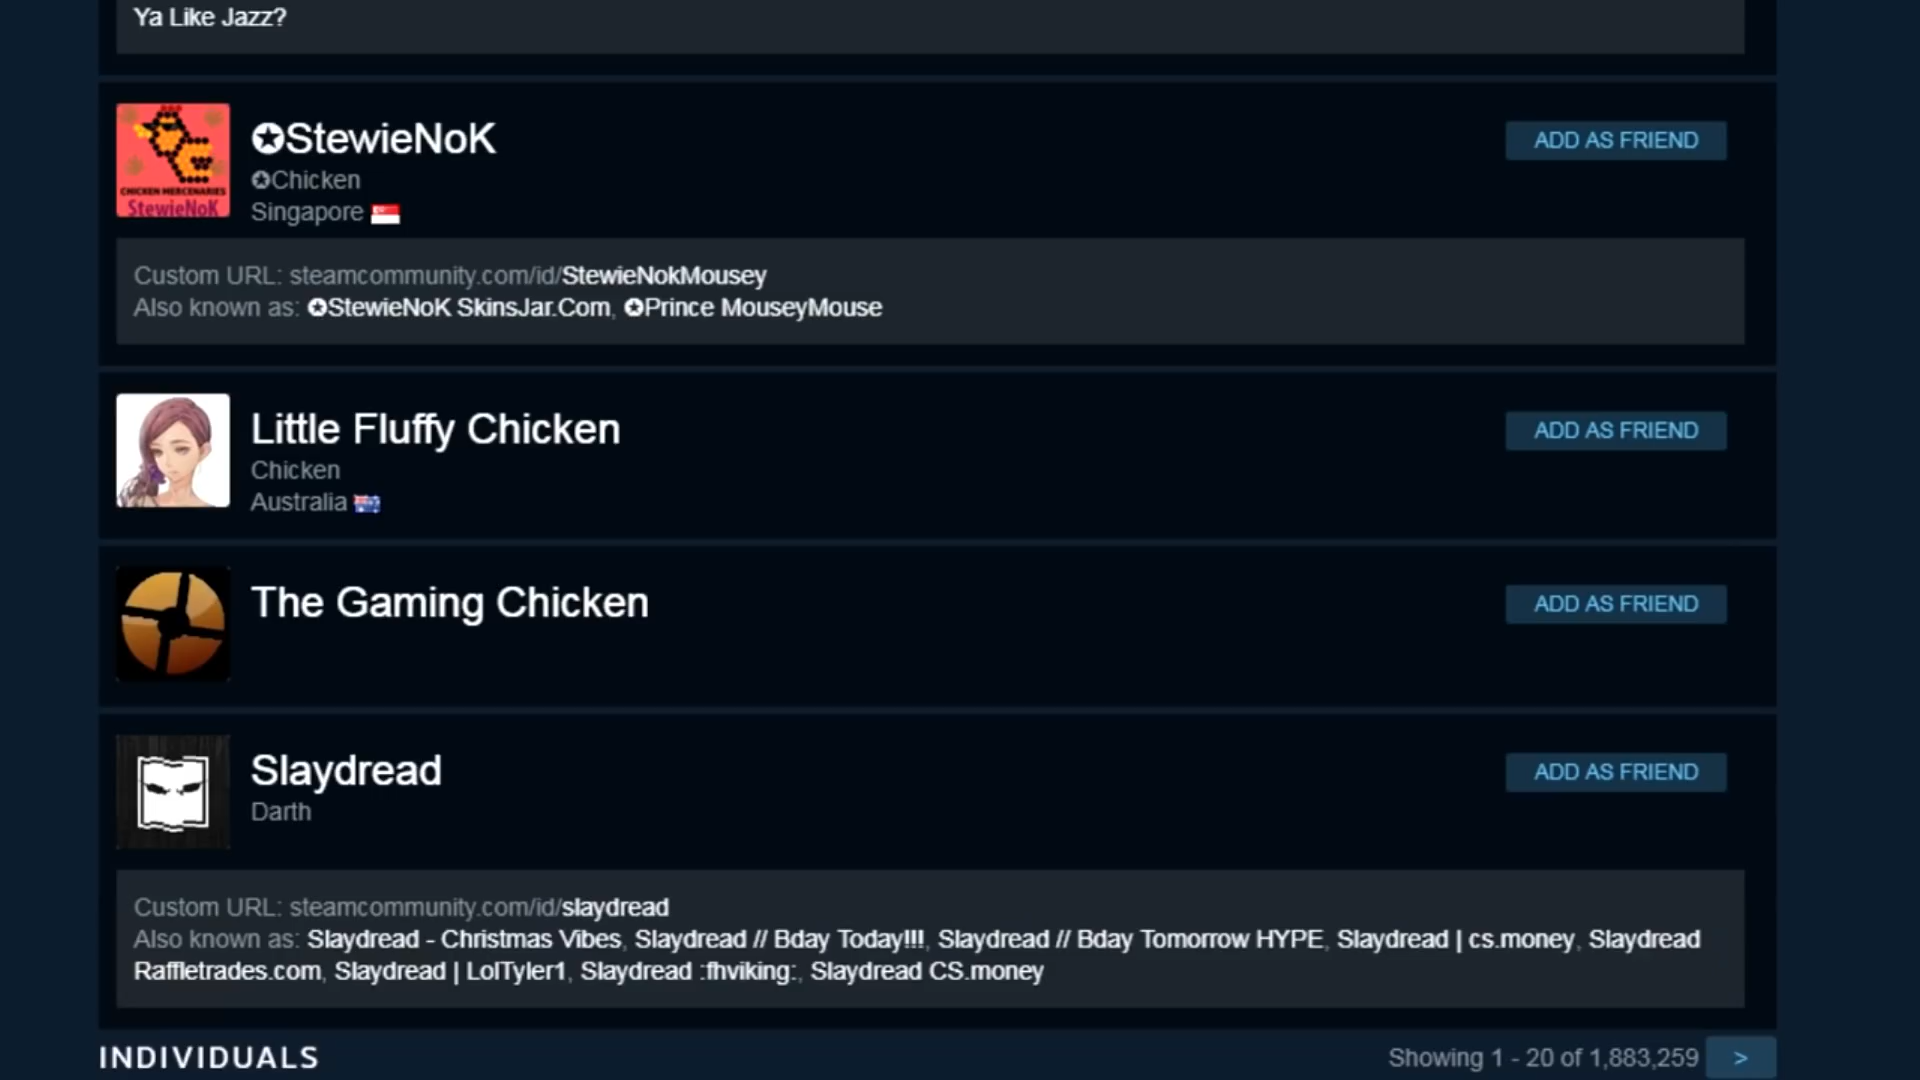 Ya Like Jazz?
✪StewieNoK
ADD AS FRIEND
✪Chicken
Singapore
CHICKEN MERCENARIES
StewieNoK
Custom URL: steamcommunity.com/id/StewieNokMousey
Also known as: ✪StewieNoK SkinsJar.Com, ✪Prince MouseyMouse
Little Fluffy Chicken
ADD AS FRIEND
Chicken
Australia
The Gaming Chicken
ADD AS FRIEND
Slaydread
ADD AS FRIEND
Darth
Custom URL: steamcommunity.com/id/slaydread
Also known as: Slaydread - Christmas Vibes, Slaydread // Bday Today!!!, Slaydread // Bday Tomorrow HYPE, Slaydread | cs.money, Slaydread
Raffletrades.com, Slaydread | LolTyler1, Slaydread :fhviking:, Slaydread CS.money
INDIVIDUALS
Showing 1 - 20 of 1,883,259 >